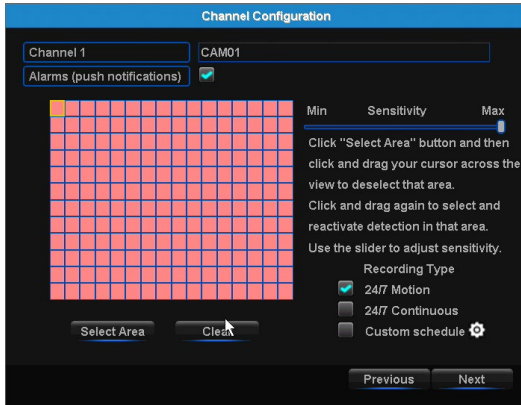 Channel Configuration
Channel 1 CAM01
Alarms (push notifications)
Min Sensitivity Max
Click "Select Area" button and then
click and drag your cursor across the
view to deselect that area.
Click and drag again to select and
reactivate detection in that area.
Use the slider to adjust sensitivity.
Recording Type
24/7 Motion
24/7 Continuous
Custom schedule
Select Area Clear
Previous Next